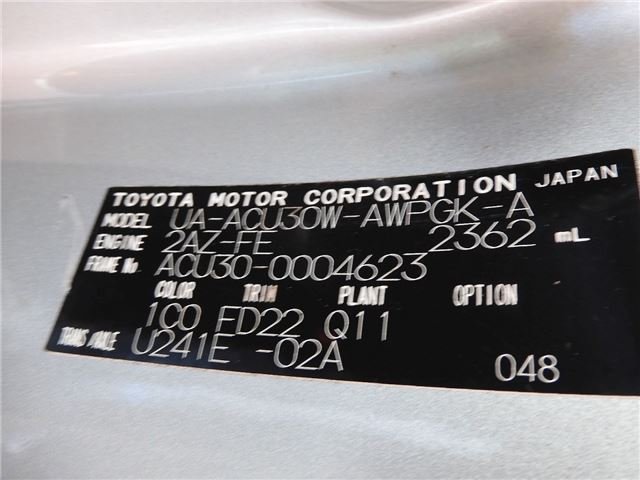 TOYOTA MOTOR CORPORATION JAPAN
MODEL UA-ACU30W-AWPGK-A
ENGINE 2AZ-FE 2362 mL
FRAME No. ACU30-0004623
COLOR TRIM PLANT OPTION
1C0 FD22 Q11
TRANS/AXLE U241E -02A
048